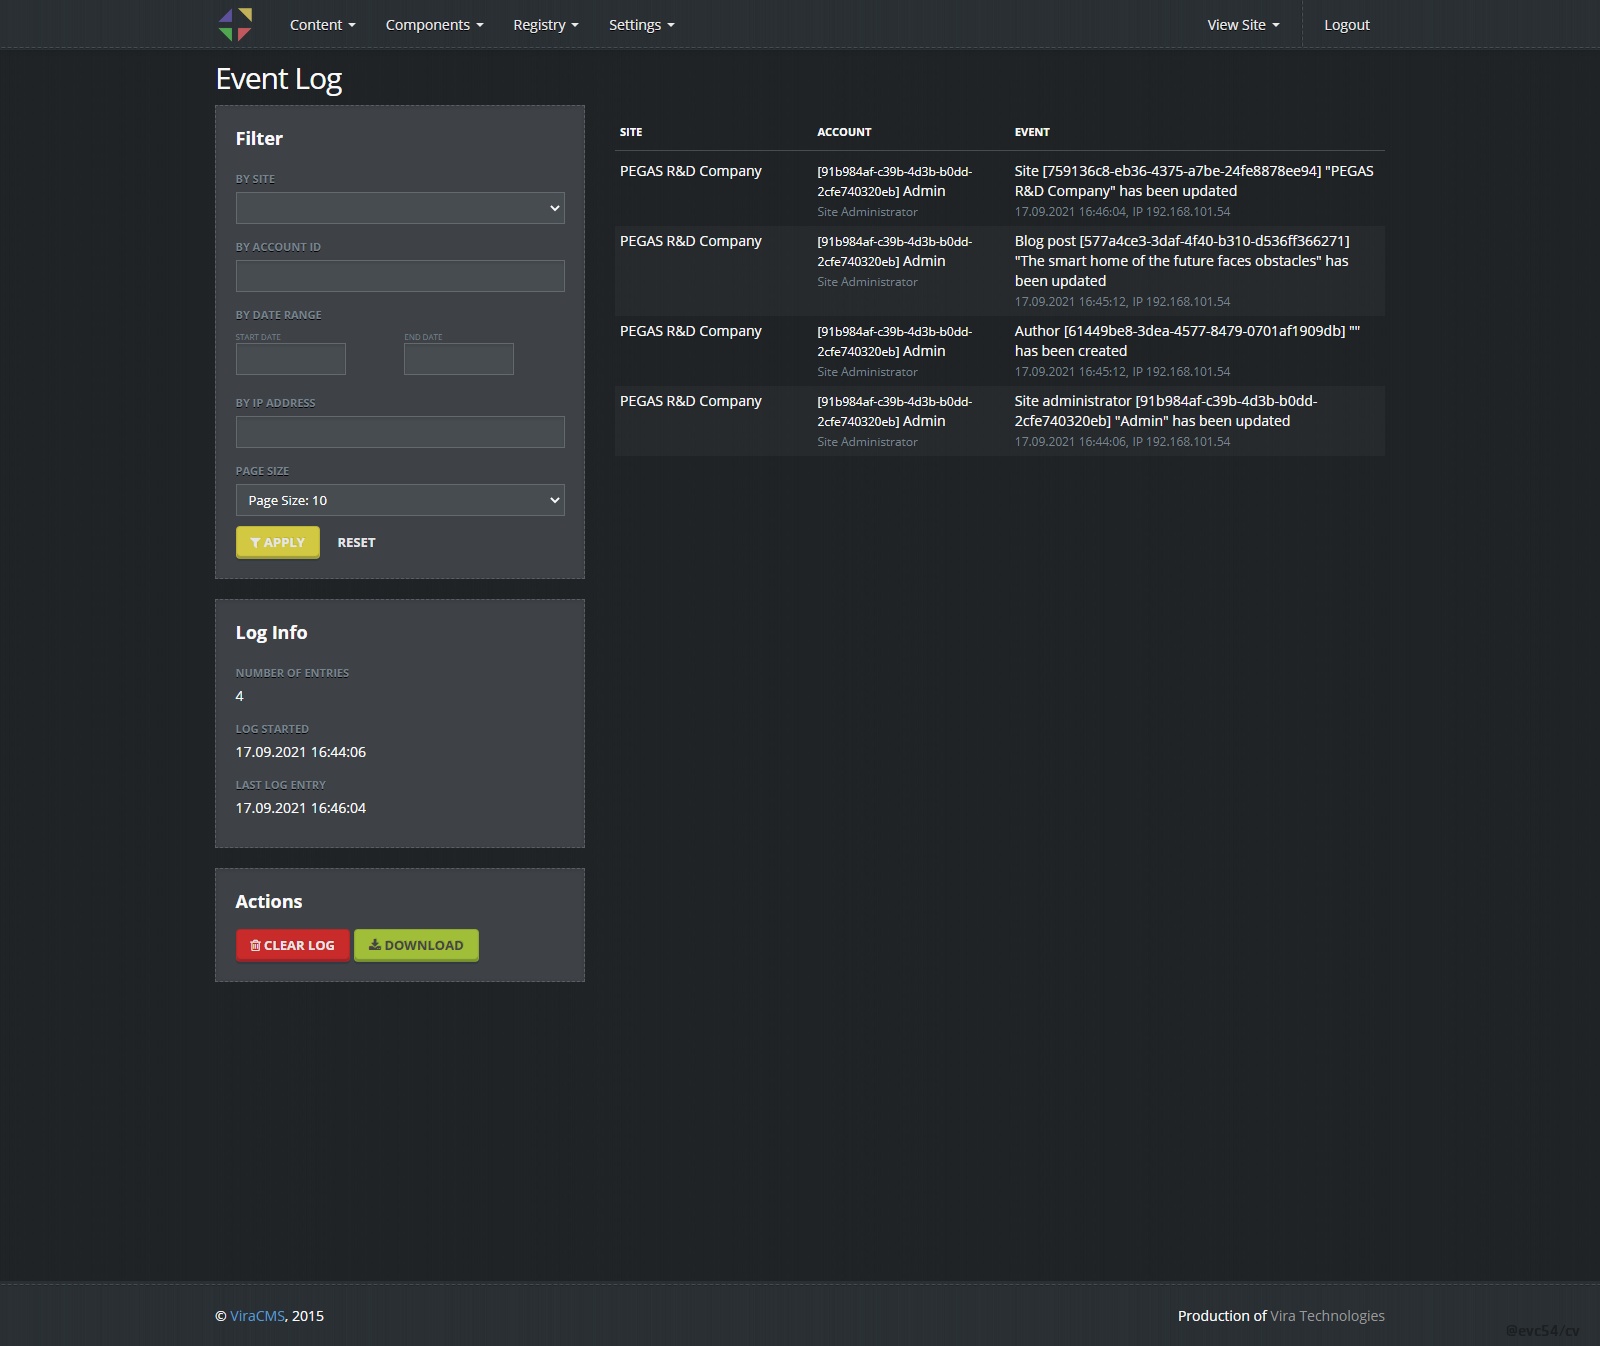 Content Components Registry Settings View Site Logout
Event Log
Filter
BY SITE
BY ACCOUNT ID
BY DATE RANGE
START DATE END DATE
BY IP ADDRESS
PAGE SIZE
Page Size: 10
APPLY RESET
Log Info
NUMBER OF ENTRIES
4
LOG STARTED
17.09.2021 16:44:06
LAST LOG ENTRY
17.09.2021 16:46:04
Actions
CLEAR LOG DOWNLOAD
SITE ACCOUNT EVENT
PEGAS R&D Company
[91b984af-c39b-4d3b-b0dd-
2cfe740320eb] Admin
Site Administrator
Site [759136c8-eb36-4375-a7be-24fe8878ee94] "PEGAS
R&D Company" has been updated
17.09.2021 16:46:04, IP 192.168.101.54
PEGAS R&D Company
[91b984af-c39b-4d3b-b0dd-
2cfe740320eb] Admin
Site Administrator
Blog post [577a4ce3-3daf-4f40-b310-d536ff366271]
"The smart home of the future faces obstacles" has
been updated
17.09.2021 16:45:12, IP 192.168.101.54
PEGAS R&D Company
[91b984af-c39b-4d3b-b0dd-
2cfe740320eb] Admin
Site Administrator
Author [61449be8-3dea-4577-8479-0701af1909db] ""
has been created
17.09.2021 16:45:12, IP 192.168.101.54
PEGAS R&D Company
[91b984af-c39b-4d3b-b0dd-
2cfe740320eb] Admin
Site Administrator
Site administrator [91b984af-c39b-4d3b-b0dd-
2cfe740320eb] "Admin" has been updated
17.09.2021 16:44:06, IP 192.168.101.54
© ViraCMS, 2015 Production of Vira Technologies
@evc54/cv